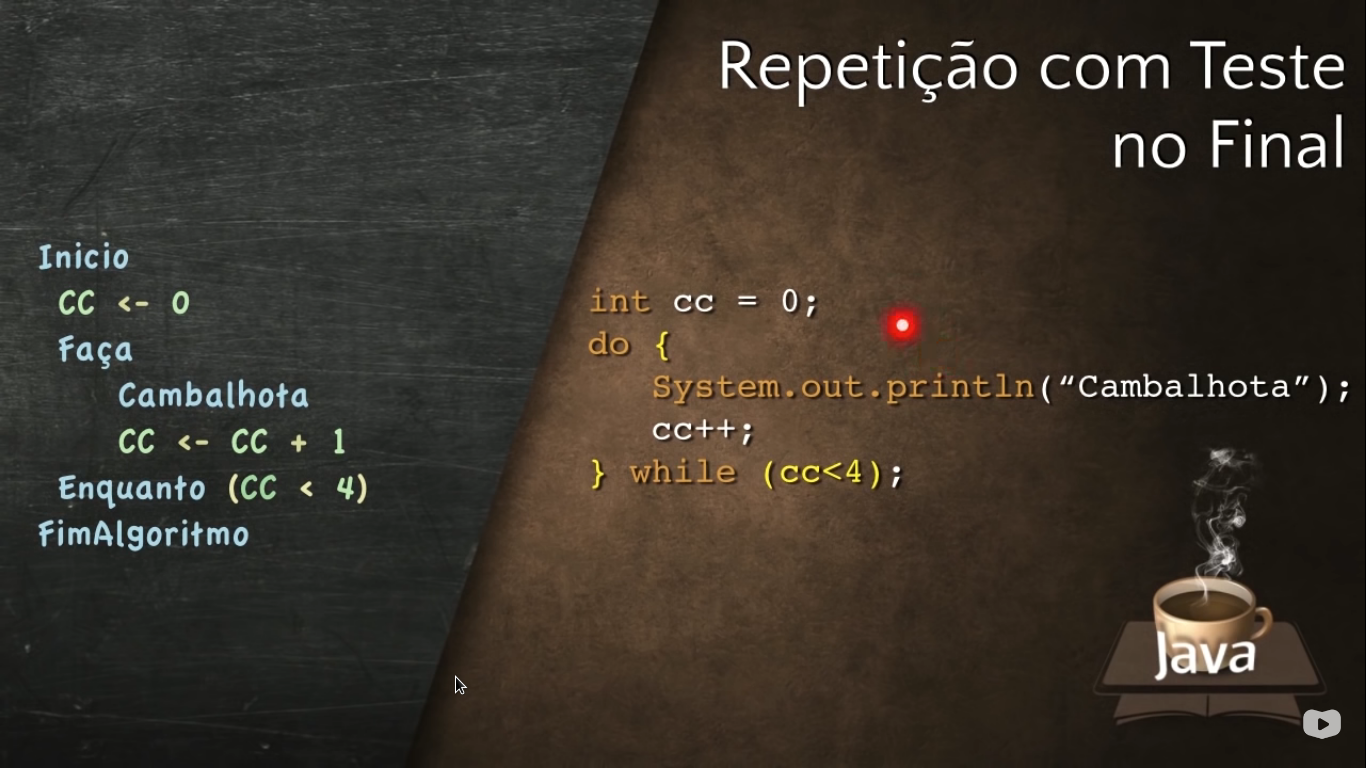 Repetição com Teste
no Final
Inicio
CC <- 0
Faça
Cambalhota
CC <- CC + 1
Enquanto (CC < 4)
FimAlgoritmo
int cc = 0;
do {
System.out.println(“Cambalhota”);
cc++;
} while (cc<4);
Java